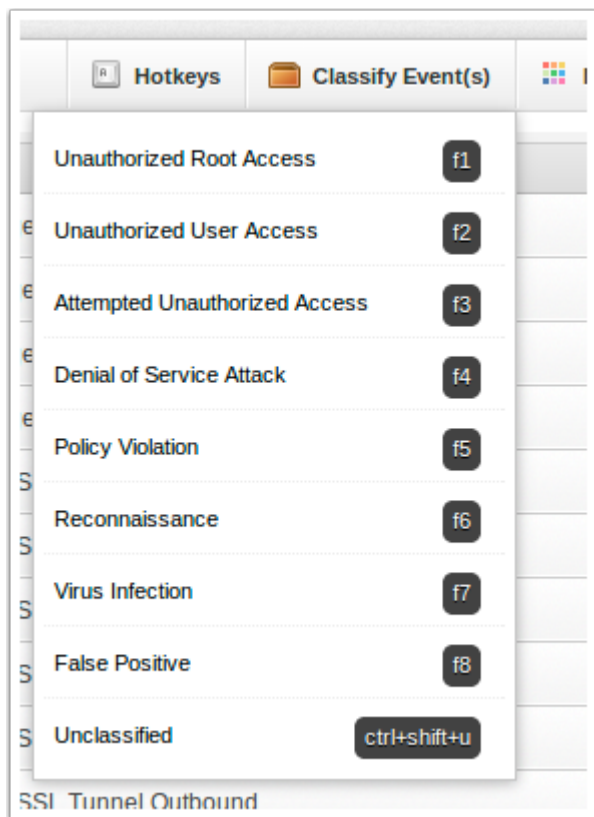 Hotkeys Classify Event(s)
Unauthorized Root Access f1
Unauthorized User Access f2
Attempted Unauthorized Access f3
Denial of Service Attack f4
Policy Violation f5
Reconnaissance f6
Virus Infection f7
False Positive f8
Unclassified ctrl+shift+u
SSL Tunnel Outbound